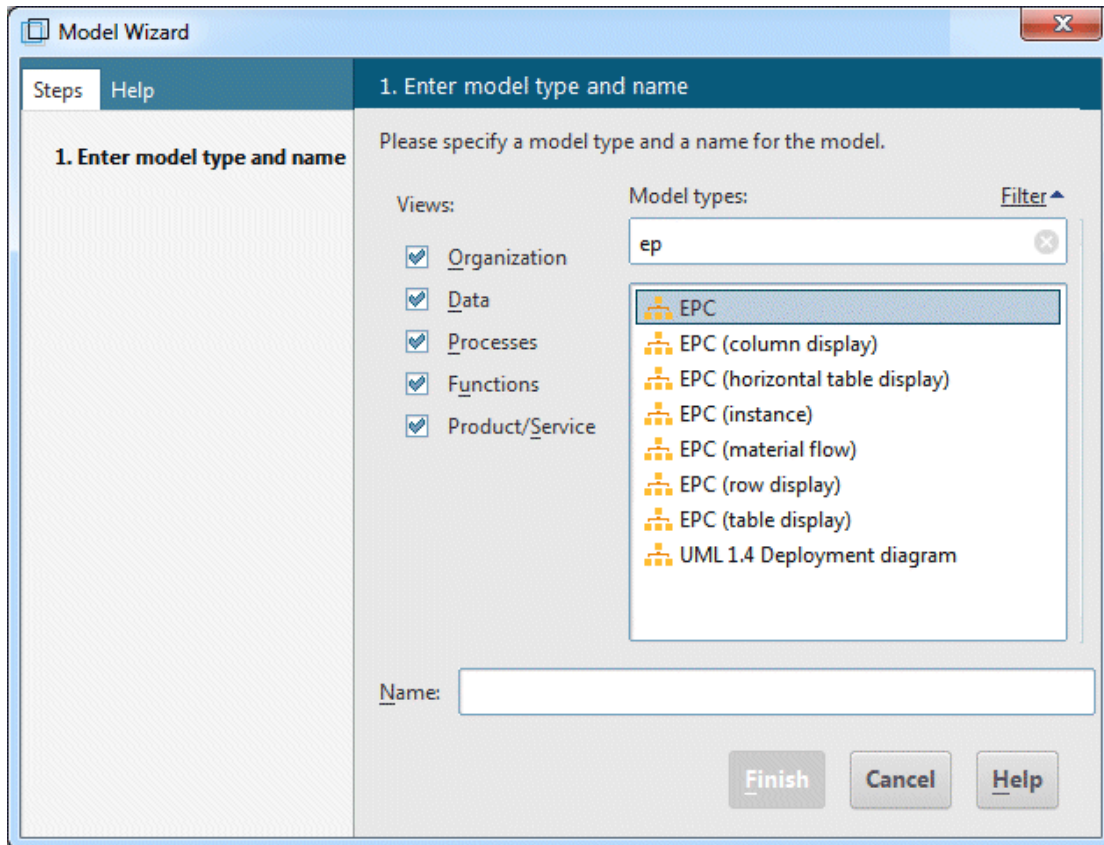 Model Wizard
Steps Help
1. Enter model type and name
1. Enter model type and name
Please specify a model type and a name for the model.
Views:
Organization
Data
Processes
Functions
Product/Service
Model types:
Filter
ep
EPC
EPC (column display)
EPC (horizontal table display)
EPC (instance)
EPC (material flow)
EPC (row display)
EPC (table display)
UML 1.4 Deployment diagram
Name:
Finish Cancel Help